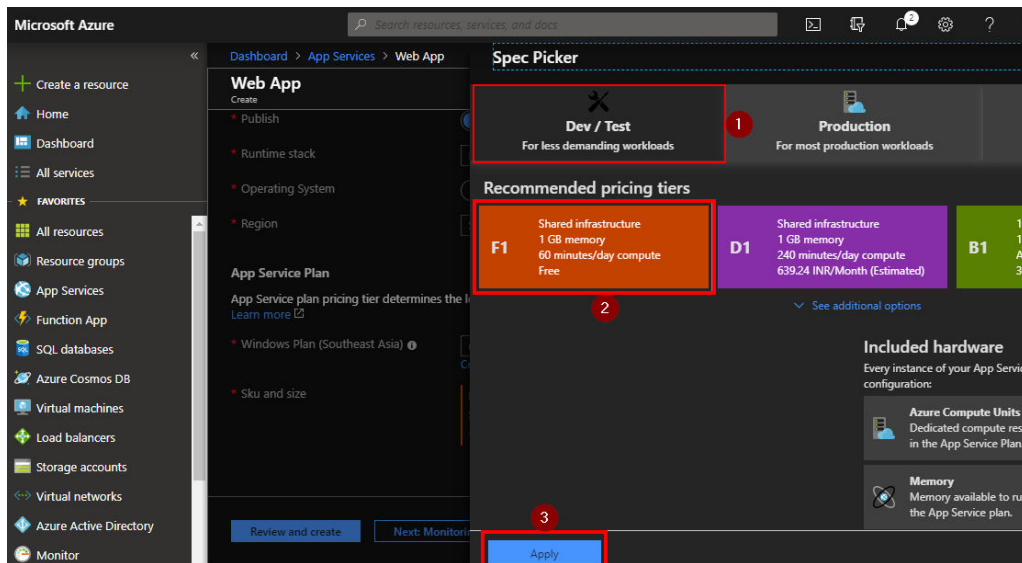 Microsoft Azure
Search resources, services, and docs
2
?
«
Create a resource
Home
Dashboard
All services
FAVORITES
All resources
Resource groups
App Services
Function App
SQL databases
Azure Cosmos DB
Virtual machines
Load balancers
Storage accounts
Virtual networks
Azure Active Directory
Monitor
Dashboard > App Services > Web App
Web App
Create
* Publish
* Runtime stack
* Operating System
* Region
App Service Plan
App Service plan pricing tier determines the l
Learn more
* Windows Plan (Southeast Asia)
* Sku and size
Review and create
Next: Monitorin
Spec Picker
Dev / Test
For less demanding workloads
1
Production
For most production workloads
Recommended pricing tiers
F1
Shared infrastructure
1 GB memory
60 minutes/day compute
Free
2
D1
Shared infrastructure
1 GB memory
240 minutes/day compute
639.24 INR/Month (Estimated)
B1
1
1
A
3
See additional options
Included hardware
Every instance of your App Servic
configuration:
Azure Compute Units
Dedicated compute res
in the App Service Plan
Memory
Memory available to ru
the App Service plan.
3
Apply